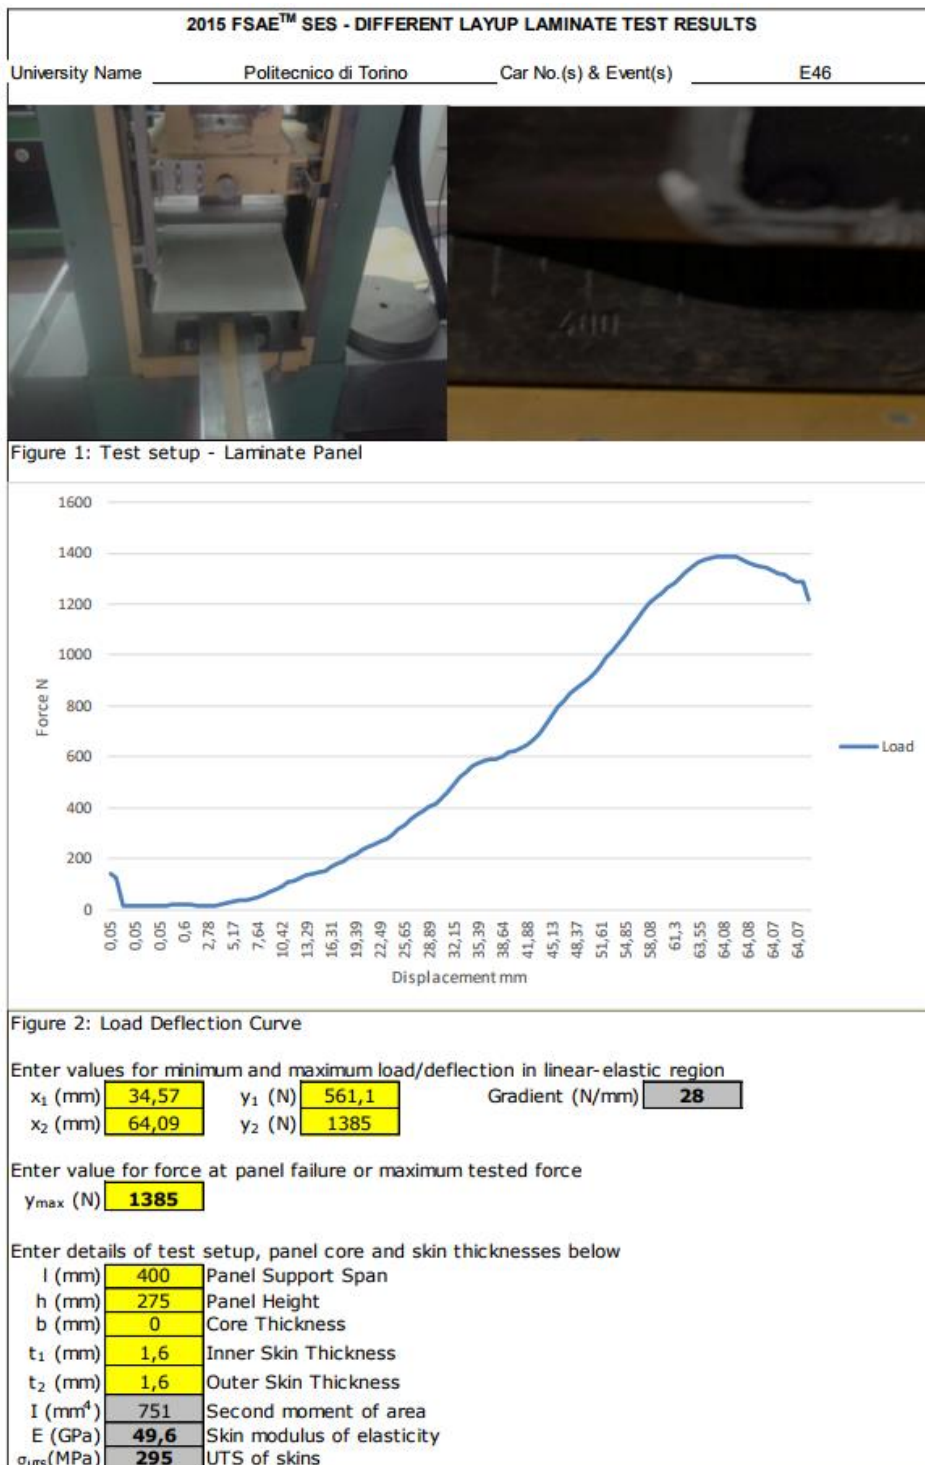 2015 FSAE™ SES - DIFFERENT LAYUP LAMINATE TEST RESULTS
University Name Politecnico di Torino Car No.(s) & Event(s) E46
400
Figure 1: Test setup - Laminate Panel
1600
1400
1200
1000
800
600
400
200
0
Force N
Load
0,05 0,05 0,05 0,6 2,78 5,17 7,64 10,42 13,29 16,31 19,39 22,49 25,65 28,89 32,15 35,39 38,64 41,88 45,13 48,37 51,61 54,85 58,08 61,3 63,55 64,08 64,08 64,07 64,07
Displacement mm
Figure 2: Load Deflection Curve
Enter values for minimum and maximum load/deflection in linear-elastic region
x₁ (mm) 34,57 y₁ (N) 561,1 Gradient (N/mm) 28
x₂ (mm) 64,09 y₂ (N) 1385
Enter value for force at panel failure or maximum tested force
yₘₐₓ (N) 1385
Enter details of test setup, panel core and skin thicknesses below
l (mm) 400 Panel Support Span
h (mm) 275 Panel Height
b (mm) 0 Core Thickness
t₁ (mm) 1,6 Inner Skin Thickness
t₂ (mm) 1,6 Outer Skin Thickness
I (mm⁴) 751 Second moment of area
E (GPa) 49,6 Skin modulus of elasticity
σUTS(MPa) 295 UTS of skins